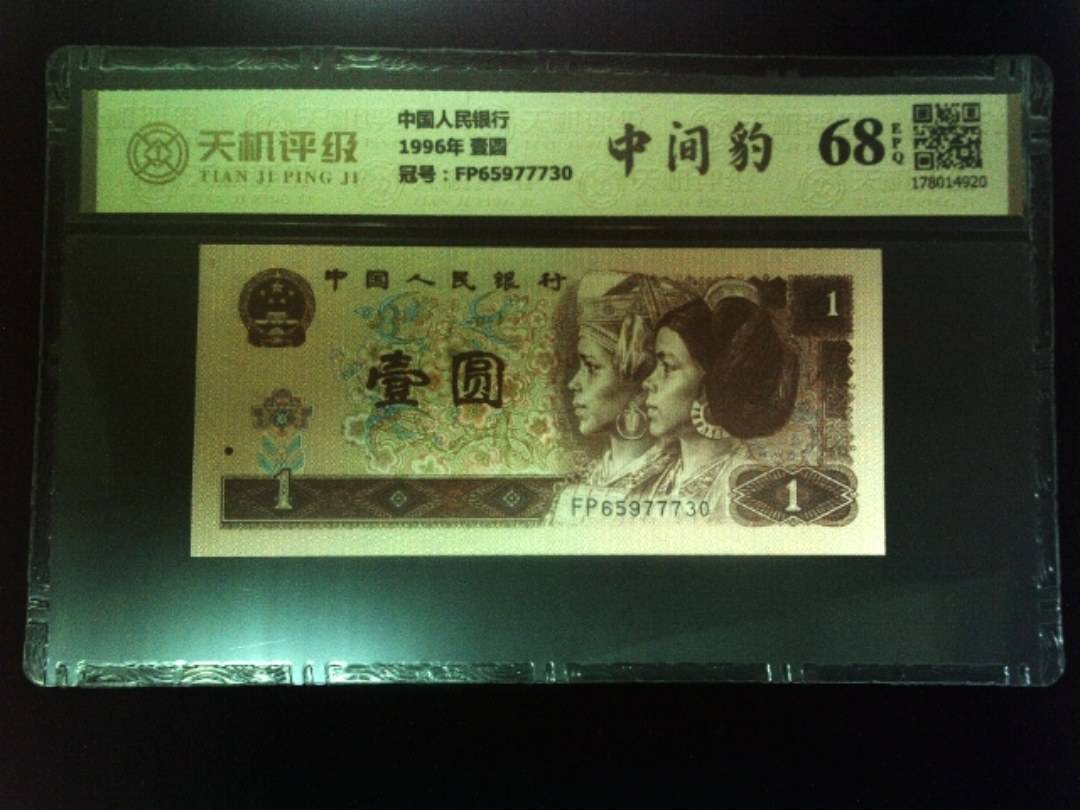 天机评级
TIAN JI PING JI
中国人民银行
1996年 壹圆
冠号：FP65977730
中间豹
68
EPQ
178014920
中国人民银行
1
壹圆
1
FP65977730
1